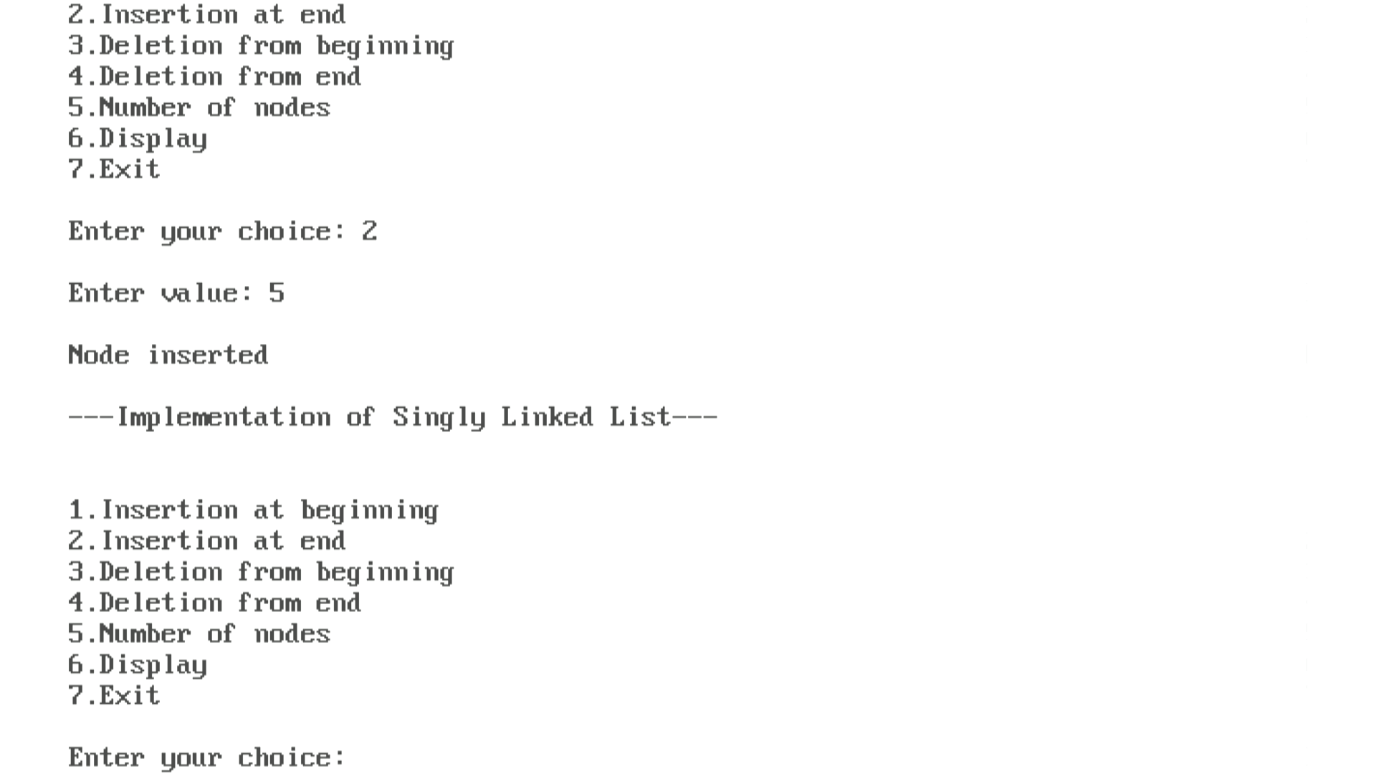 2.Insertion at end
3.Deletion from beginning
4.Deletion from end
5.Number of nodes
6.Display
7.Exit
Enter your choice: 2
Enter value: 5
Node inserted
---Implementation of Singly Linked List---
1.Insertion at beginning
2.Insertion at end
3.Deletion from beginning
4.Deletion from end
5.Number of nodes
6.Display
7.Exit
Enter your choice: